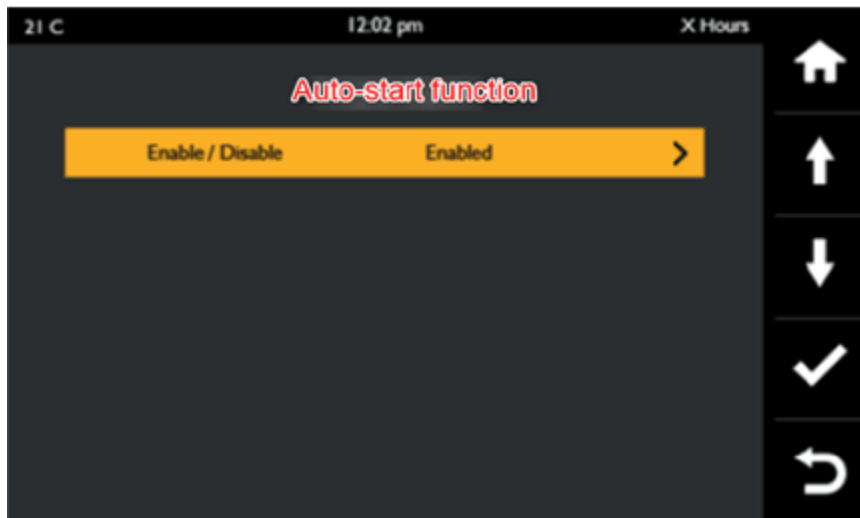 21 C 12:02 pm X Hours
Auto-start function
Enable / Disable Enabled